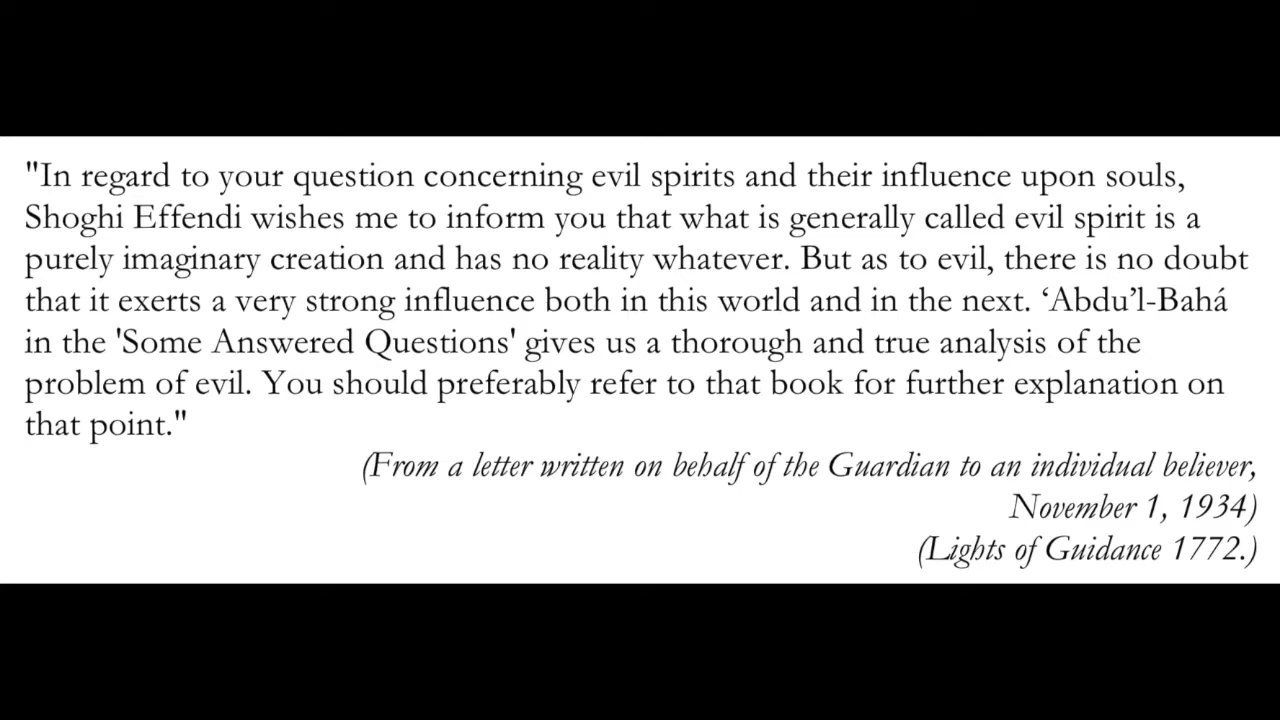 "In regard to your question concerning evil spirits and their influence upon souls,
Shoghi Effendi wishes me to inform you that what is generally called evil spirit is a
purely imaginary creation and has no reality whatever. But as to evil, there is no doubt
that it exerts a very strong influence both in this world and in the next. ‘Abdu’l-Bahá
in the 'Some Answered Questions' gives us a thorough and true analysis of the
problem of evil. You should preferably refer to that book for further explanation on
that point."
(From a letter written on behalf of the Guardian to an individual believer,
November 1, 1934)
(Lights of Guidance 1772.)